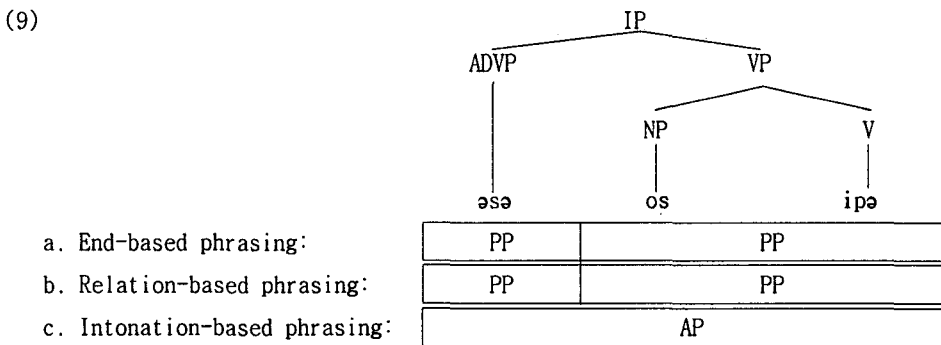 (9)
IP
ADVP VP
NP V
əsə os ipə
a. End-based phrasing: PP PP
b. Relation-based phrasing: PP PP
c. Intonation-based phrasing: AP